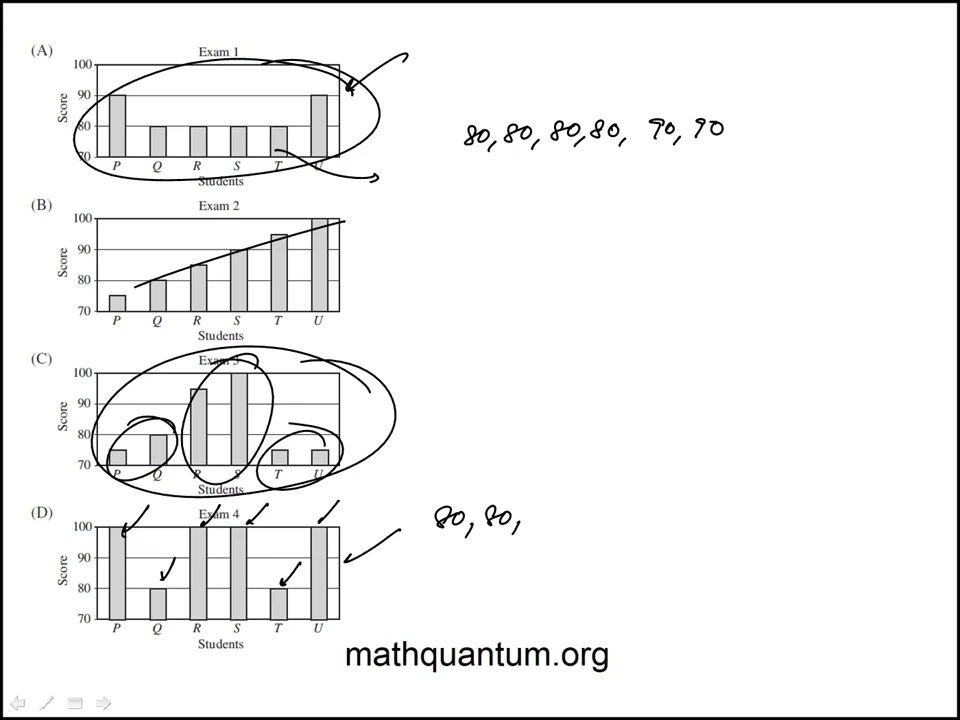 (A)
Exam 1
100
90
80
70
Score
P Q R S T U
Students
80, 80, 80, 80, 90, 90
(B)
Exam 2
100
90
80
70
Score
P Q R S T U
Students
(C)
Exam 3
100
90
80
70
Score
P Q R S T U
Students
(D)
Exam 4
100
90
80
70
Score
P Q R S T U
Students
80, 80,
mathquantum.org